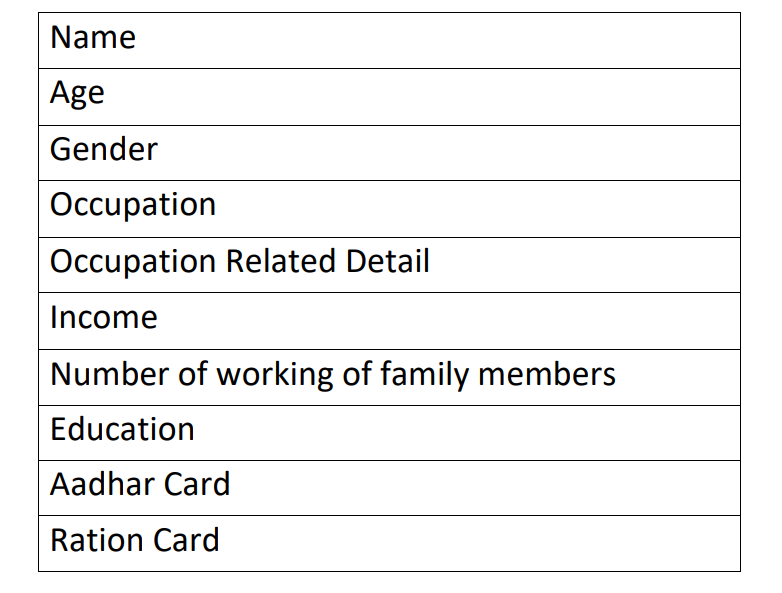 Name
Age
Gender
Occupation
Occupation Related Detail
Income
Number of working of family members
Education
Aadhar Card
Ration Card